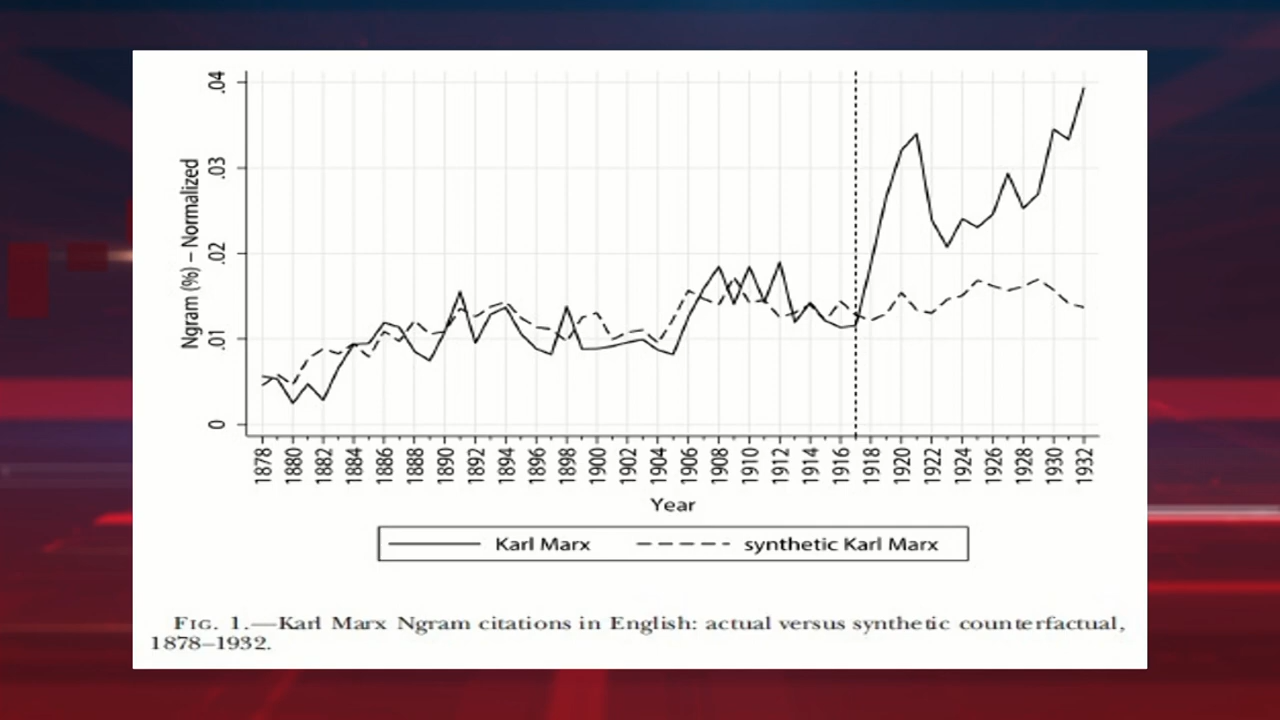 .04
.03
.02
.01
0
Ngram (%) – Normalized
1878 1880 1882 1884 1886 1888 1890 1892 1894 1896 1898 1900 1902 1904 1906 1908 1910 1912 1914 1916 1918 1920 1922 1924 1926 1928 1930 1932
Year
Karl Marx synthetic Karl Marx
FIG. 1.—Karl Marx Ngram citations in English: actual versus synthetic counterfactual,
1878–1932.